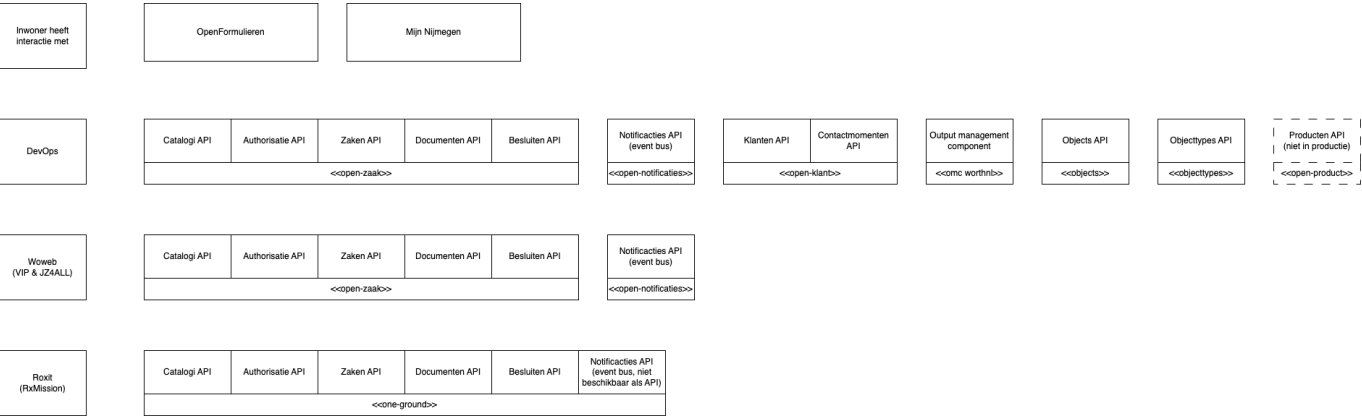 Inwoner heeft
interactie met
OpenFormulieren
Mijn Nijmegen
DevOps
Catalogi API
Authorisatie API
Zaken API
Documenten API
Besluiten API
<<open-zaak>>
Notificacties API
(event bus)
<<open-notificaties>>
Klanten API
Contactmomenten
API
<<open-klant>>
Output management
component
<<omc worthnl>>
Objects API
<<objects>>
Objecttypes API
<<objecttypes>>
Producten API
(niet in productie)
<<open-product>>
Woweb
(VIP & JZ4ALL)
Catalogi API
Authorisatie API
Zaken API
Documenten API
Besluiten API
<<open-zaak>>
Notificacties API
(event bus)
<<open-notificaties>>
Roxit
(RxMission)
Catalogi API
Authorisatie API
Zaken API
Documenten API
Besluiten API
Notificacties API
(event bus, niet
beschikbaar als API)
<<one-ground>>